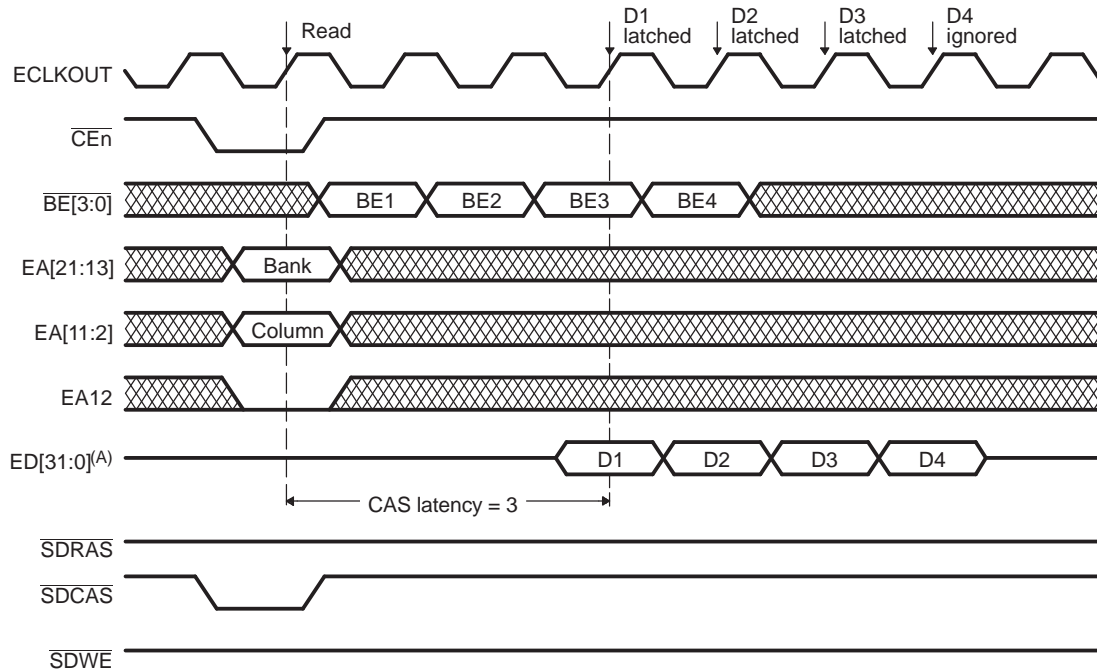 Read
D1
latched
D2
latched
D3
latched
D4
ignored
ECLKOUT
CEn
BE[3:0]
BE1 BE2 BE3 BE4
EA[21:13]
Bank
EA[11:2]
Column
EA12
ED[31:0](A)
D1 D2 D3 D4
CAS latency = 3
SDRAS
SDCAS
SDWE